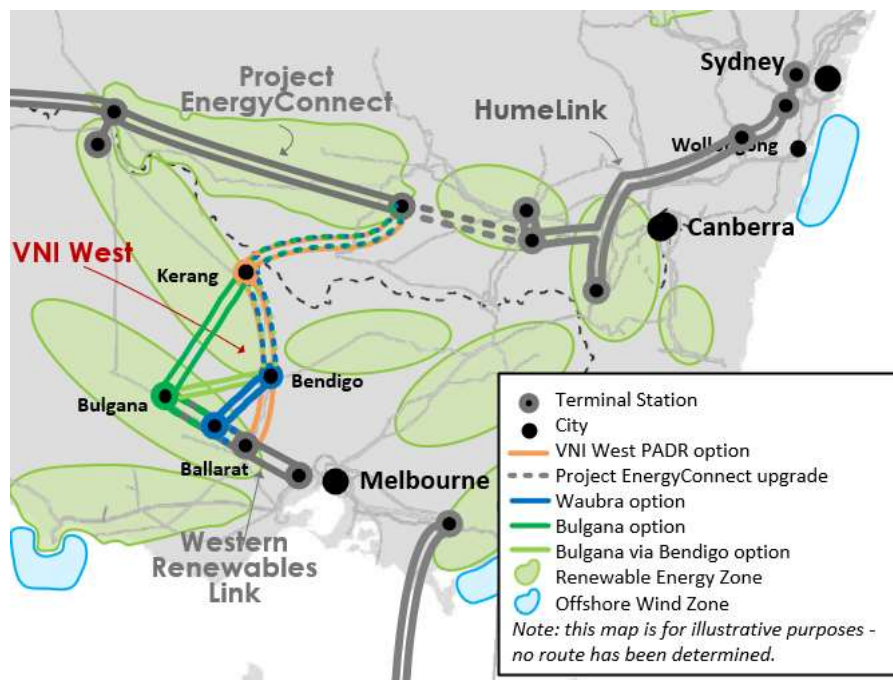 Project
EnergyConnect
Sydney
HumeLink
Wollongong
Canberra
VNI West
Kerang
Bendigo
Bulgana
Ballarat
Melbourne
Western
Renewables
Link
Terminal Station
City
VNI West PADR option
Project EnergyConnect upgrade
Waubra option
Bulgana option
Bulgana via Bendigo option
Renewable Energy Zone
Offshore Wind Zone
Note: this map is for illustrative purposes -
no route has been determined.